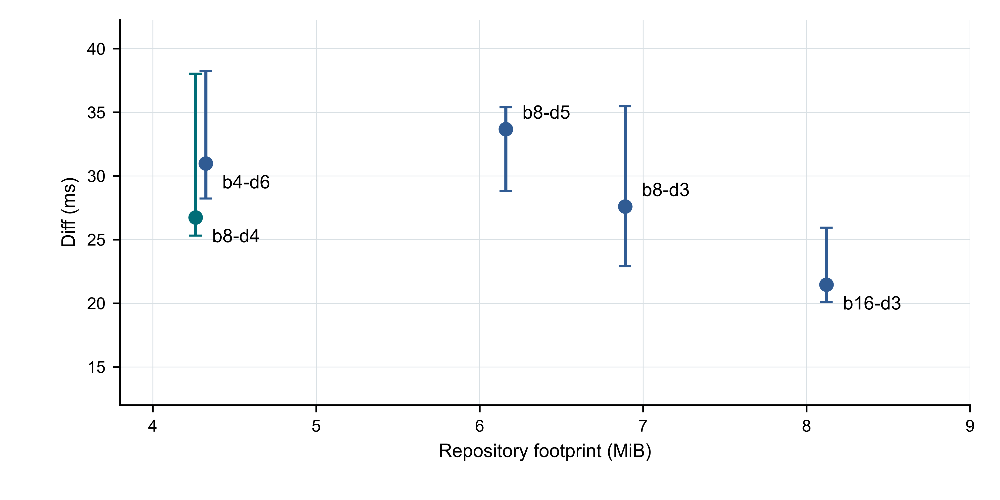 40
35
30
25
20
15
Diff (ms)
b8-d5
b4-d6
b8-d3
b8-d4
b16-d3
4 5 6 7 8 9
Repository footprint (MiB)